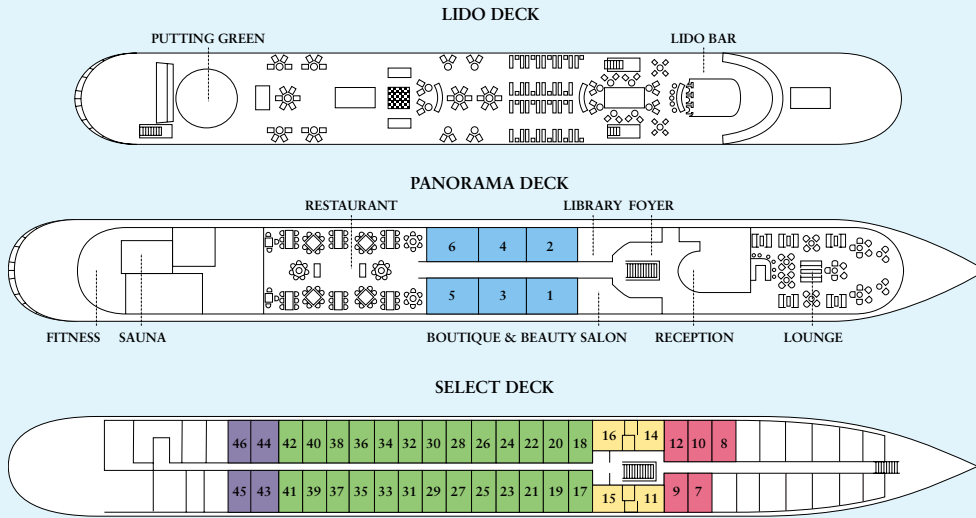 LIDO DECK
PUTTING GREEN LIDO BAR
PANORAMA DECK
RESTAURANT LIBRARY FOYER
6 4 2
5 3 1
FITNESS SAUNA BOUTIQUE & BEAUTY SALON RECEPTION LOUNGE
SELECT DECK
46 44 42 40 38 36 34 32 30 28 26 24 22 20 18 16 14 12 10 8
45 43 41 39 37 35 33 31 29 27 25 23 21 19 17 15 11 9 7